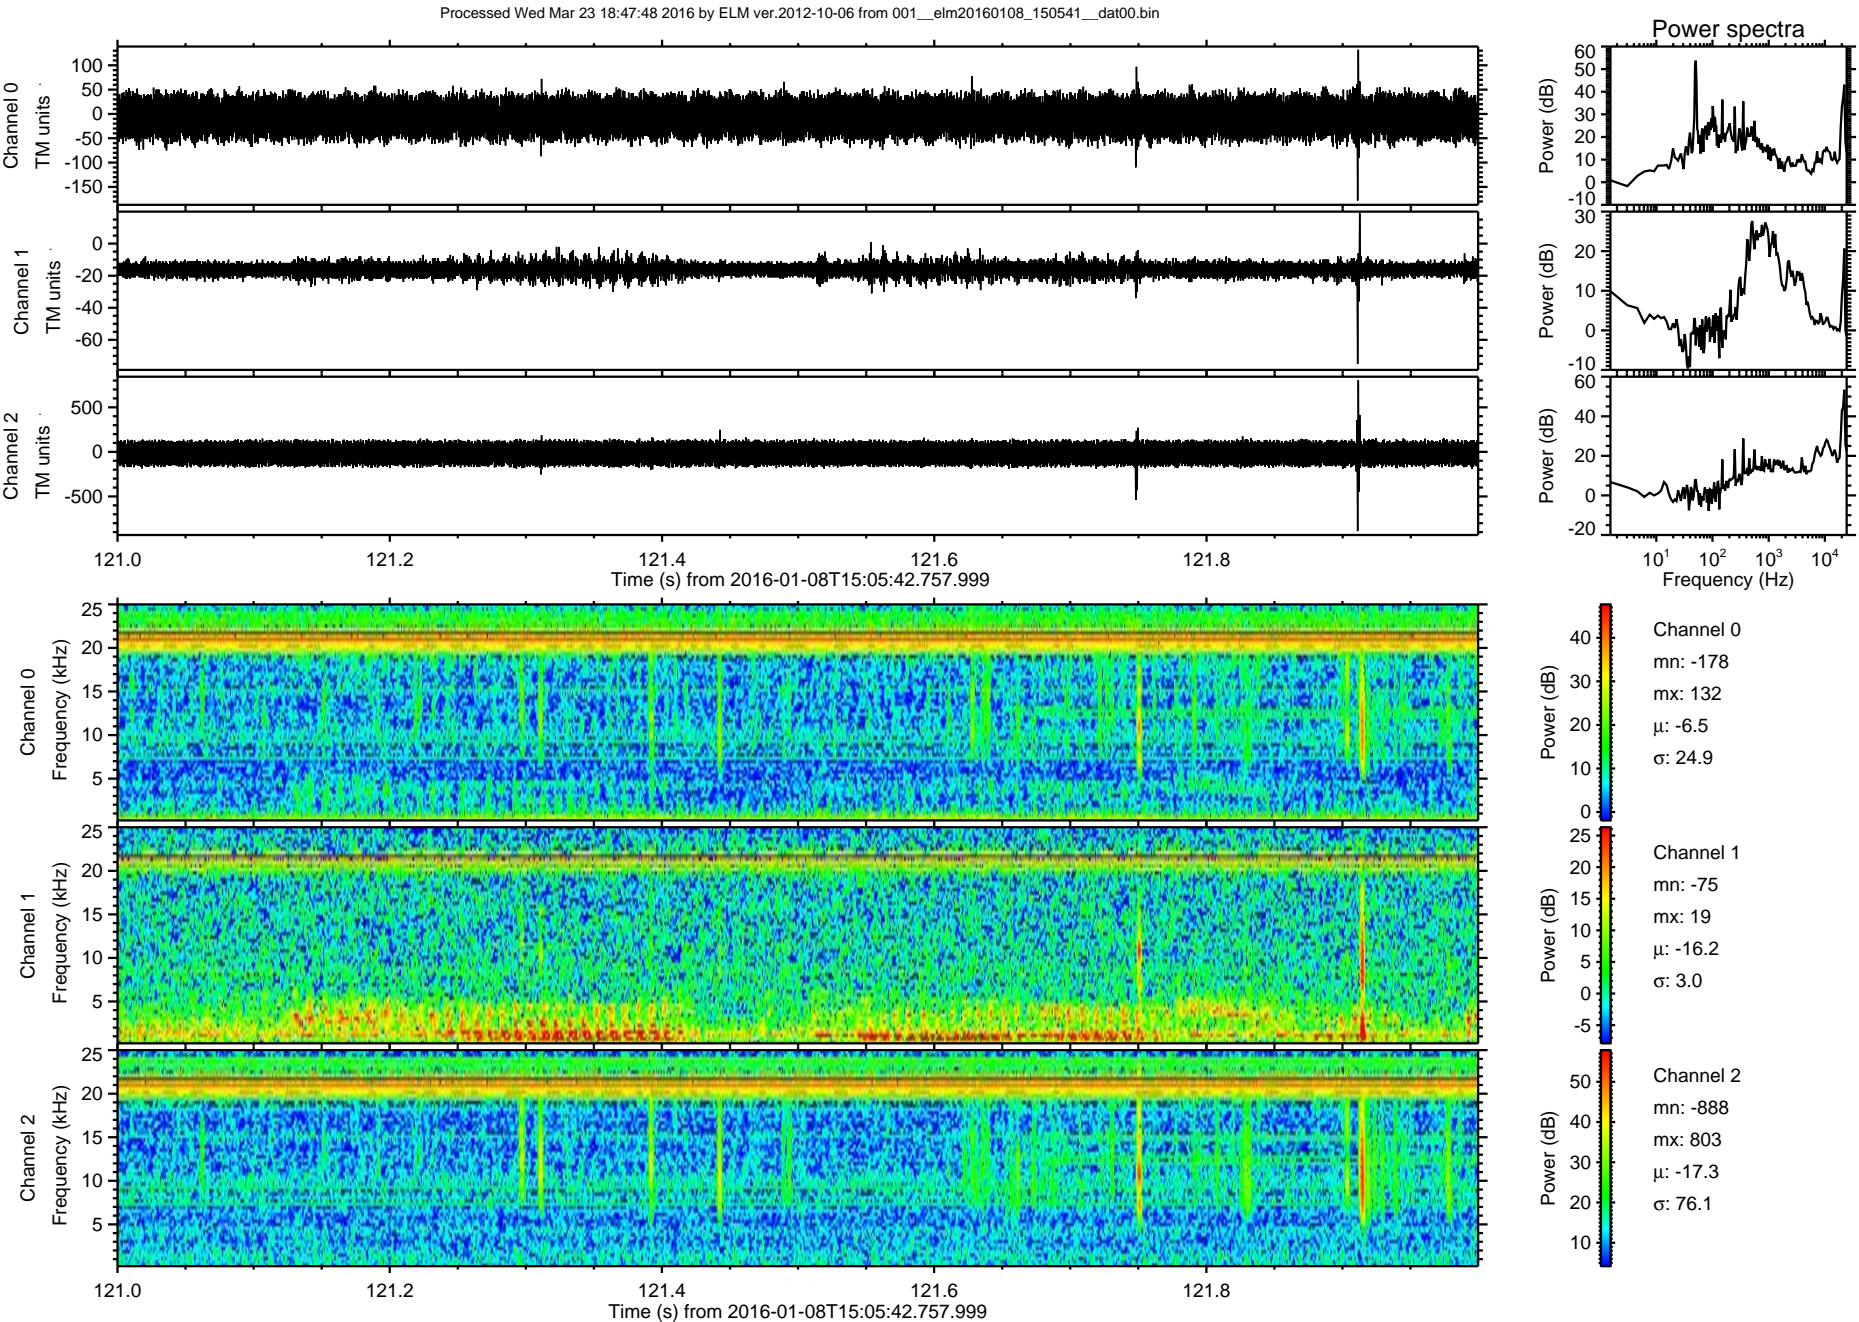 Processed Wed Mar 23 18:47:48 2016 by ELM ver.2012-10-06 from 001__elm20160108_150541__dat00.bin
Power spectra
Channel 0
TM units
100
50
0
-50
-100
-150
Power (dB)
60
50
40
30
20
10
0
-10
Channel 1
TM units
0
-20
-40
-60
Power (dB)
30
20
10
0
-10
Channel 2
TM units
500
0
-500
Power (dB)
60
40
20
0
-20
121.0 121.2 121.4 121.6 121.8
Time (s) from 2016-01-08T15:05:42.757.999
10¹ 10² 10³ 10⁴
Frequency (Hz)
Channel 0
Frequency (kHz)
25
20
15
10
5
Power (dB)
40
30
20
10
0
Channel 0
mn: -178
mx: 132
μ: -6.5
σ: 24.9
Channel 1
Frequency (kHz)
25
20
15
10
5
Power (dB)
25
20
15
10
5
0
-5
Channel 1
mn: -75
mx: 19
μ: -16.2
σ: 3.0
Channel 2
Frequency (kHz)
25
20
15
10
5
Power (dB)
50
40
30
20
10
Channel 2
mn: -888
mx: 803
μ: -17.3
σ: 76.1
121.0 121.2 121.4 121.6 121.8
Time (s) from 2016-01-08T15:05:42.757.999